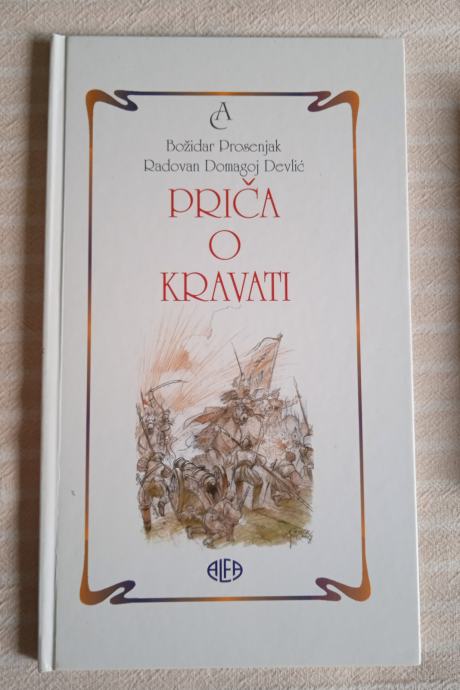 AC
Božidar Prosenjak
Radovan Domagoj Devlić
PRIČA
O
KRAVATI
ALFA